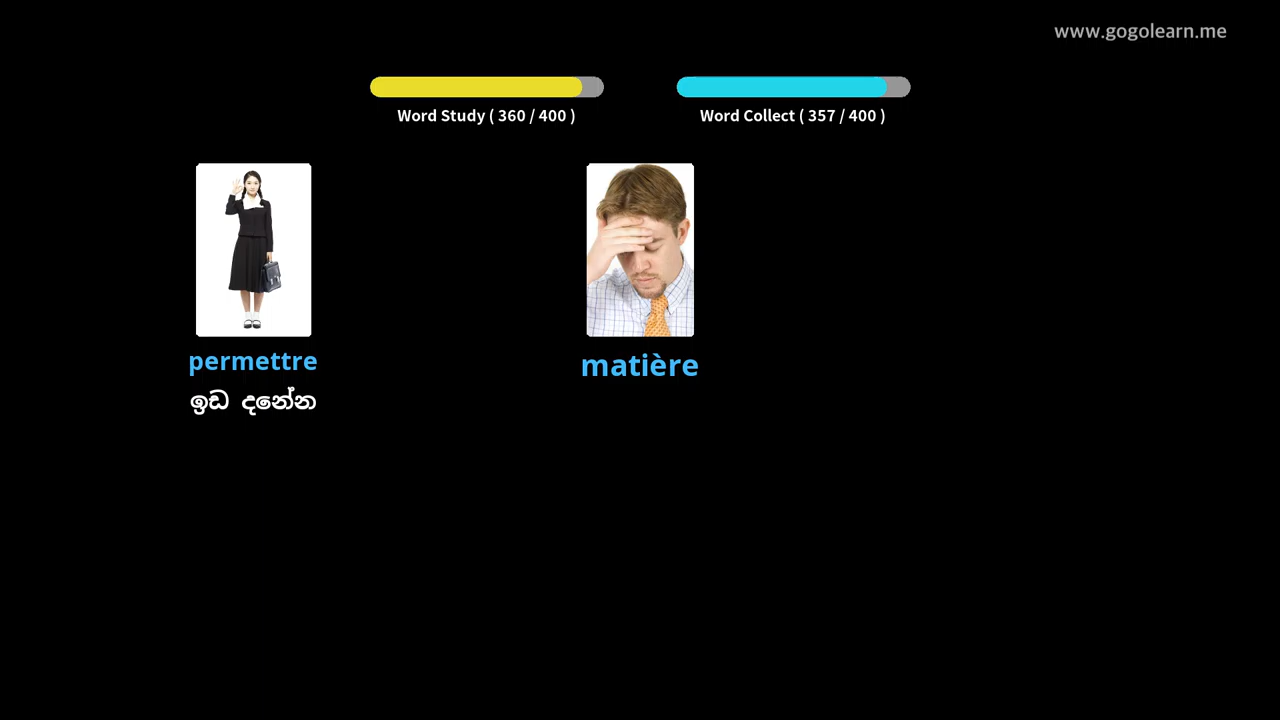 www.gogolearn.me
Word Study ( 360 / 400 )
Word Collect ( 357 / 400 )
permettre
ඉඩ දෙන්න
matière